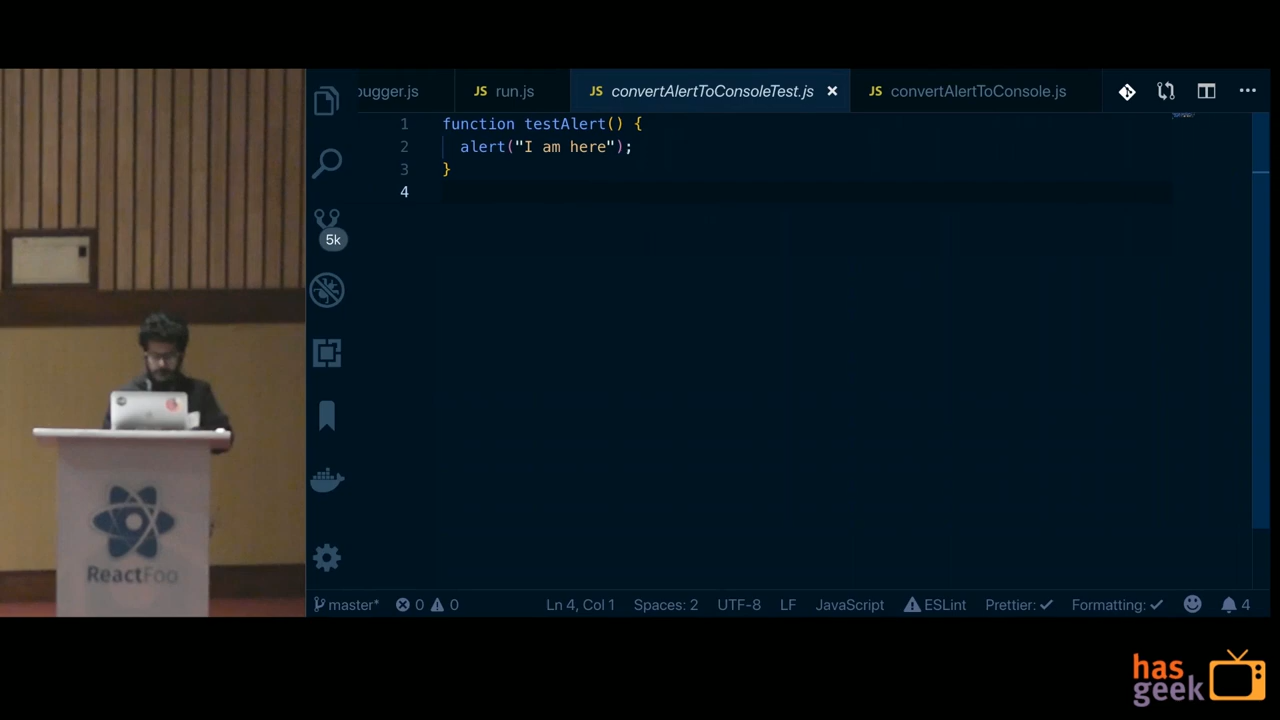 bugger.js
JS run.js
JS convertAlertToConsoleTest.js
JS convertAlertToConsole.js
1 function testAlert() {
2 alert("I am here");
3 }
4
5k
ReactFoo
master* 0 0 Ln 4, Col 1 Spaces: 2 UTF-8 LF JavaScript ESLint Prettier: Formatting: 4
has
geek